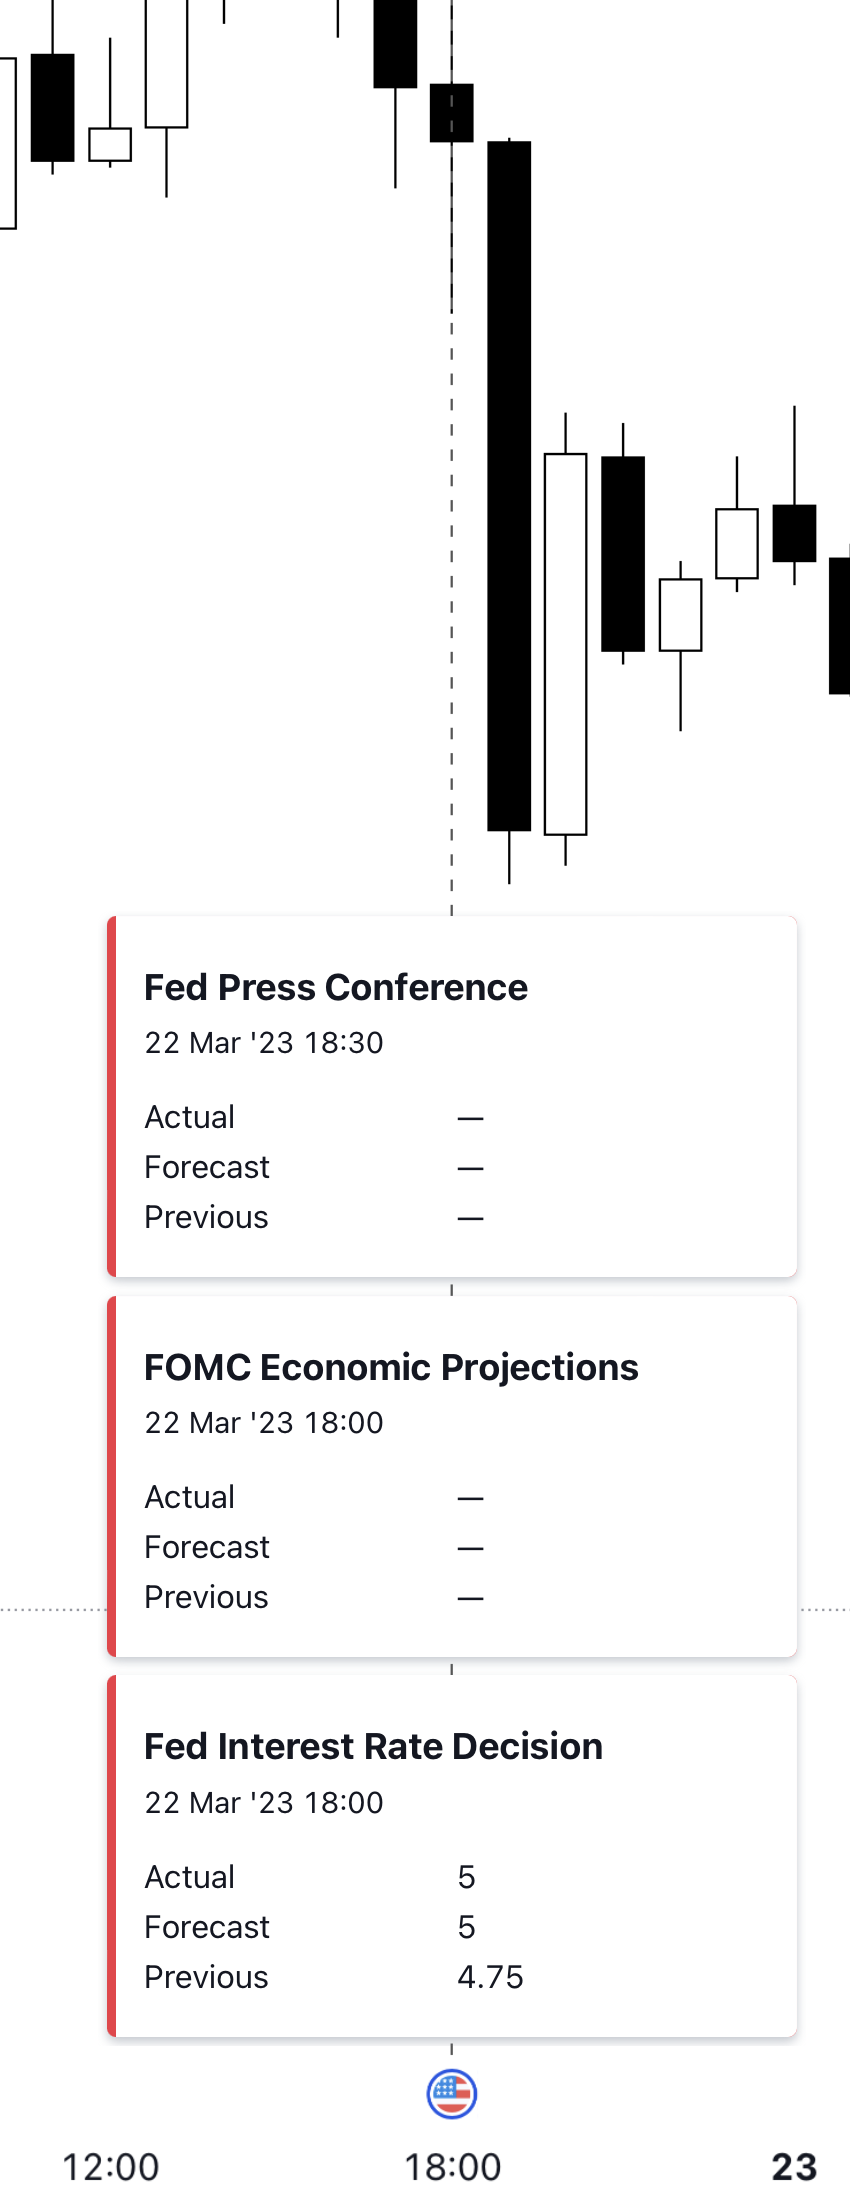 Fed Press Conference
22 Mar '23 18:30
Actual —
Forecast —
Previous —
FOMC Economic Projections
22 Mar '23 18:00
Actual —
Forecast —
Previous —
Fed Interest Rate Decision
22 Mar '23 18:00
Actual 5
Forecast 5
Previous 4.75
12:00 18:00 23